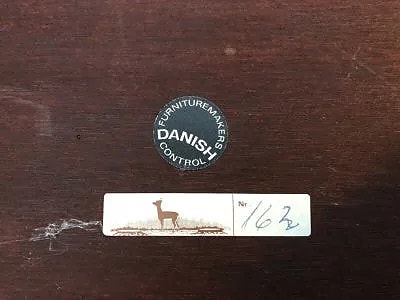 FURNITUREMAKERS
DANISH
CONTROL
Nr
162